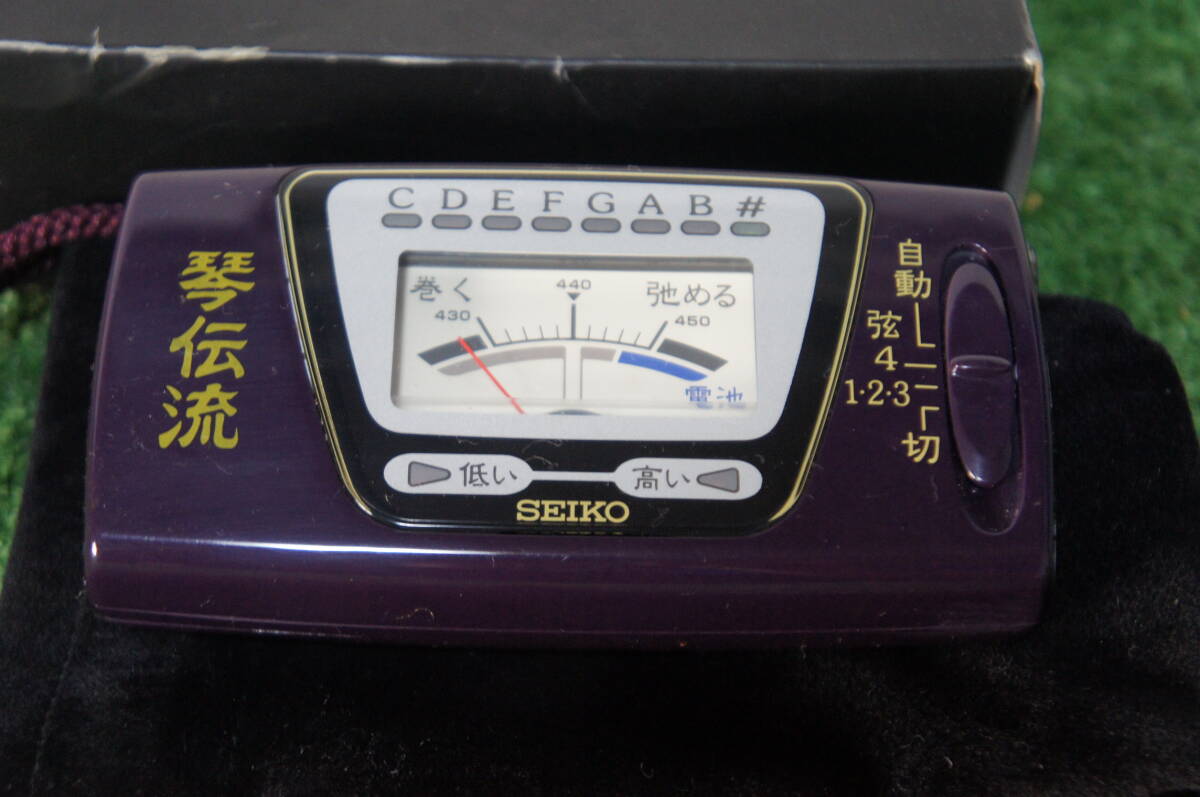 琴伝流
C D E F G A B #
巻く 440 弛める
430 450
電池
低い 高い
SEIKO
自動
弦
4
1·2·3
切